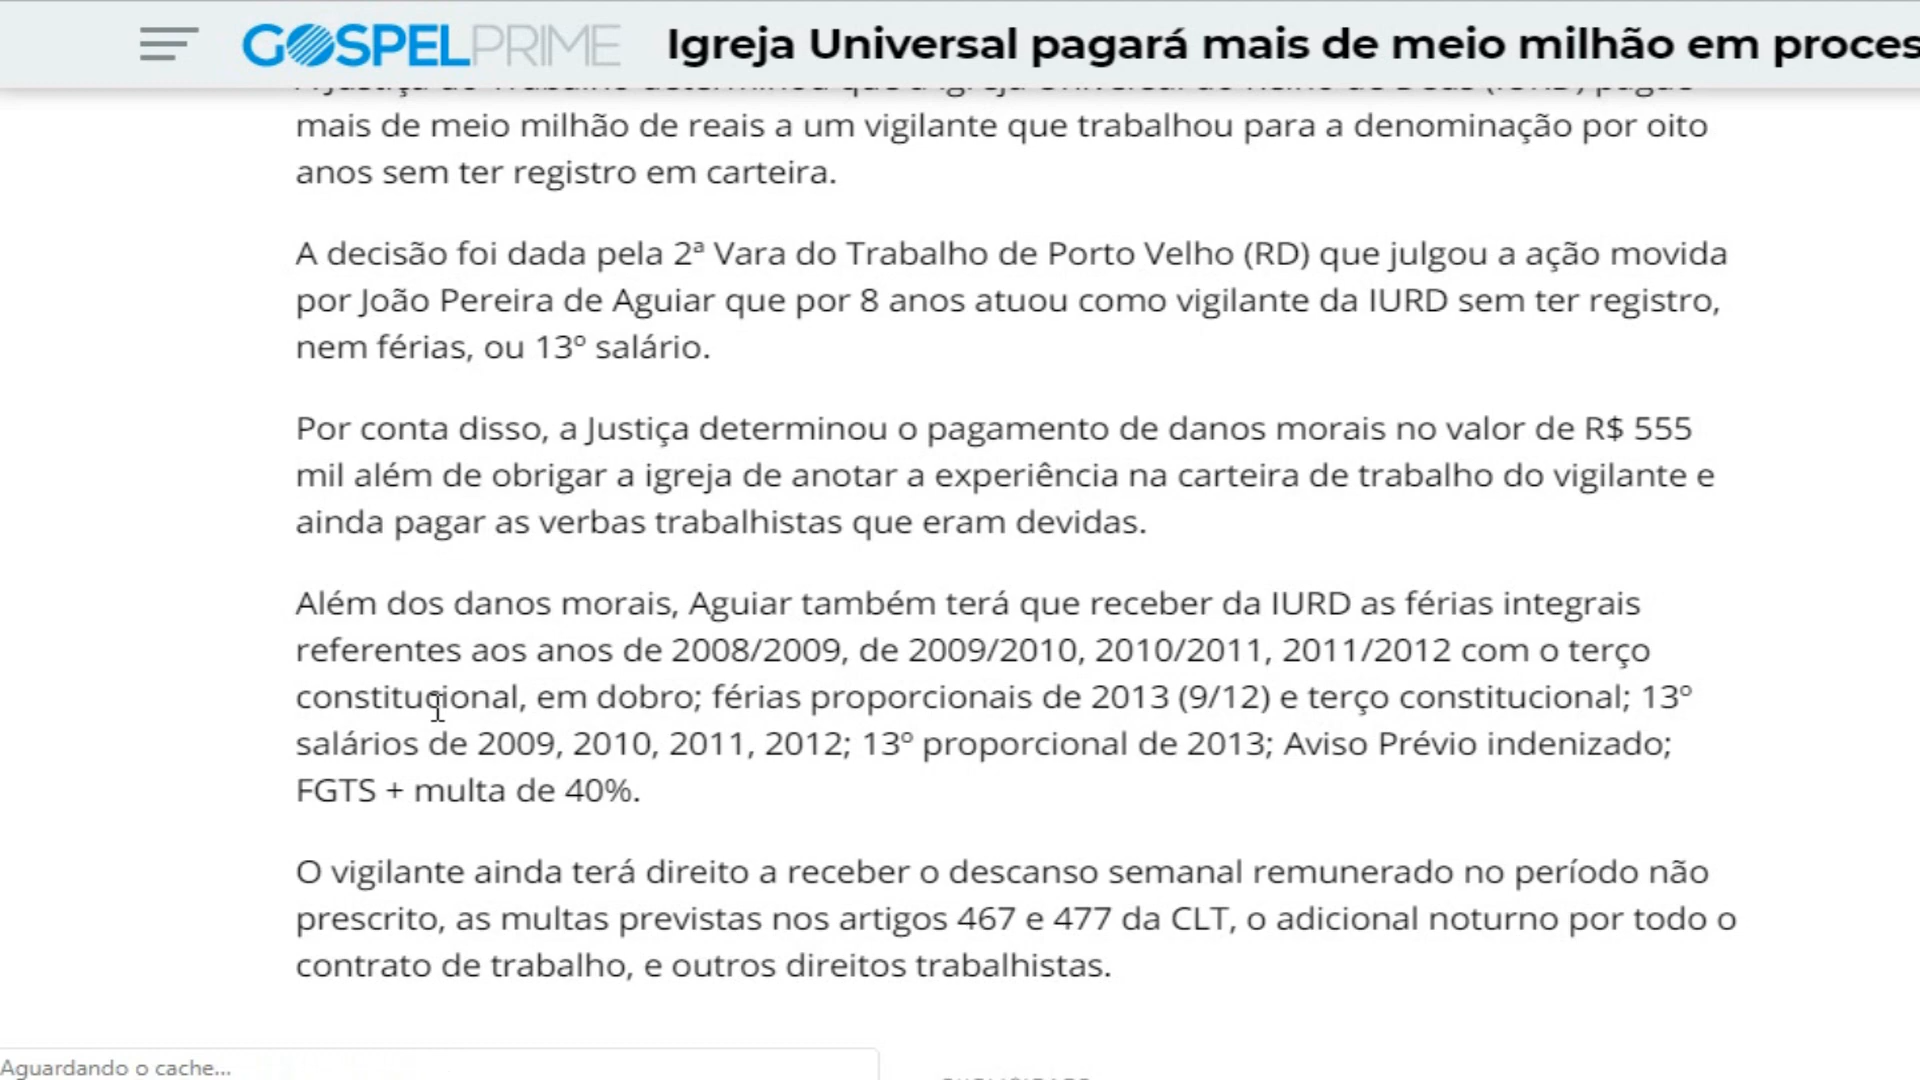 GOSPELPRIME
Igreja Universal pagará mais de meio milhão em proces
mais de meio milhão de reais a um vigilante que trabalhou para a denominação por oito
anos sem ter registro em carteira.
A decisão foi dada pela 2ª Vara do Trabalho de Porto Velho (RD) que julgou a ação movida
por João Pereira de Aguiar que por 8 anos atuou como vigilante da IURD sem ter registro,
nem férias, ou 13º salário.
Por conta disso, a Justiça determinou o pagamento de danos morais no valor de R$ 555
mil além de obrigar a igreja de anotar a experiência na carteira de trabalho do vigilante e
ainda pagar as verbas trabalhistas que eram devidas.
Além dos danos morais, Aguiar também terá que receber da IURD as férias integrais
referentes aos anos de 2008/2009, de 2009/2010, 2010/2011, 2011/2012 com o terço
constitucional, em dobro; férias proporcionais de 2013 (9/12) e terço constitucional; 13º
salários de 2009, 2010, 2011, 2012; 13º proporcional de 2013; Aviso Prévio indenizado;
FGTS + multa de 40%.
O vigilante ainda terá direito a receber o descanso semanal remunerado no período não
prescrito, as multas previstas nos artigos 467 e 477 da CLT, o adicional noturno por todo o
contrato de trabalho, e outros direitos trabalhistas.
Aguardando o cache...